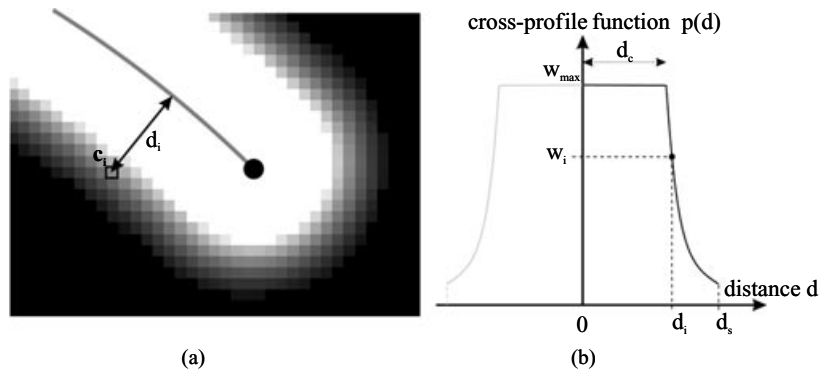 cross-profile function p(d)
d_c
w_max
d_i
c_i
w_i
distance d
0
d_i
d_s
(a)
(b)